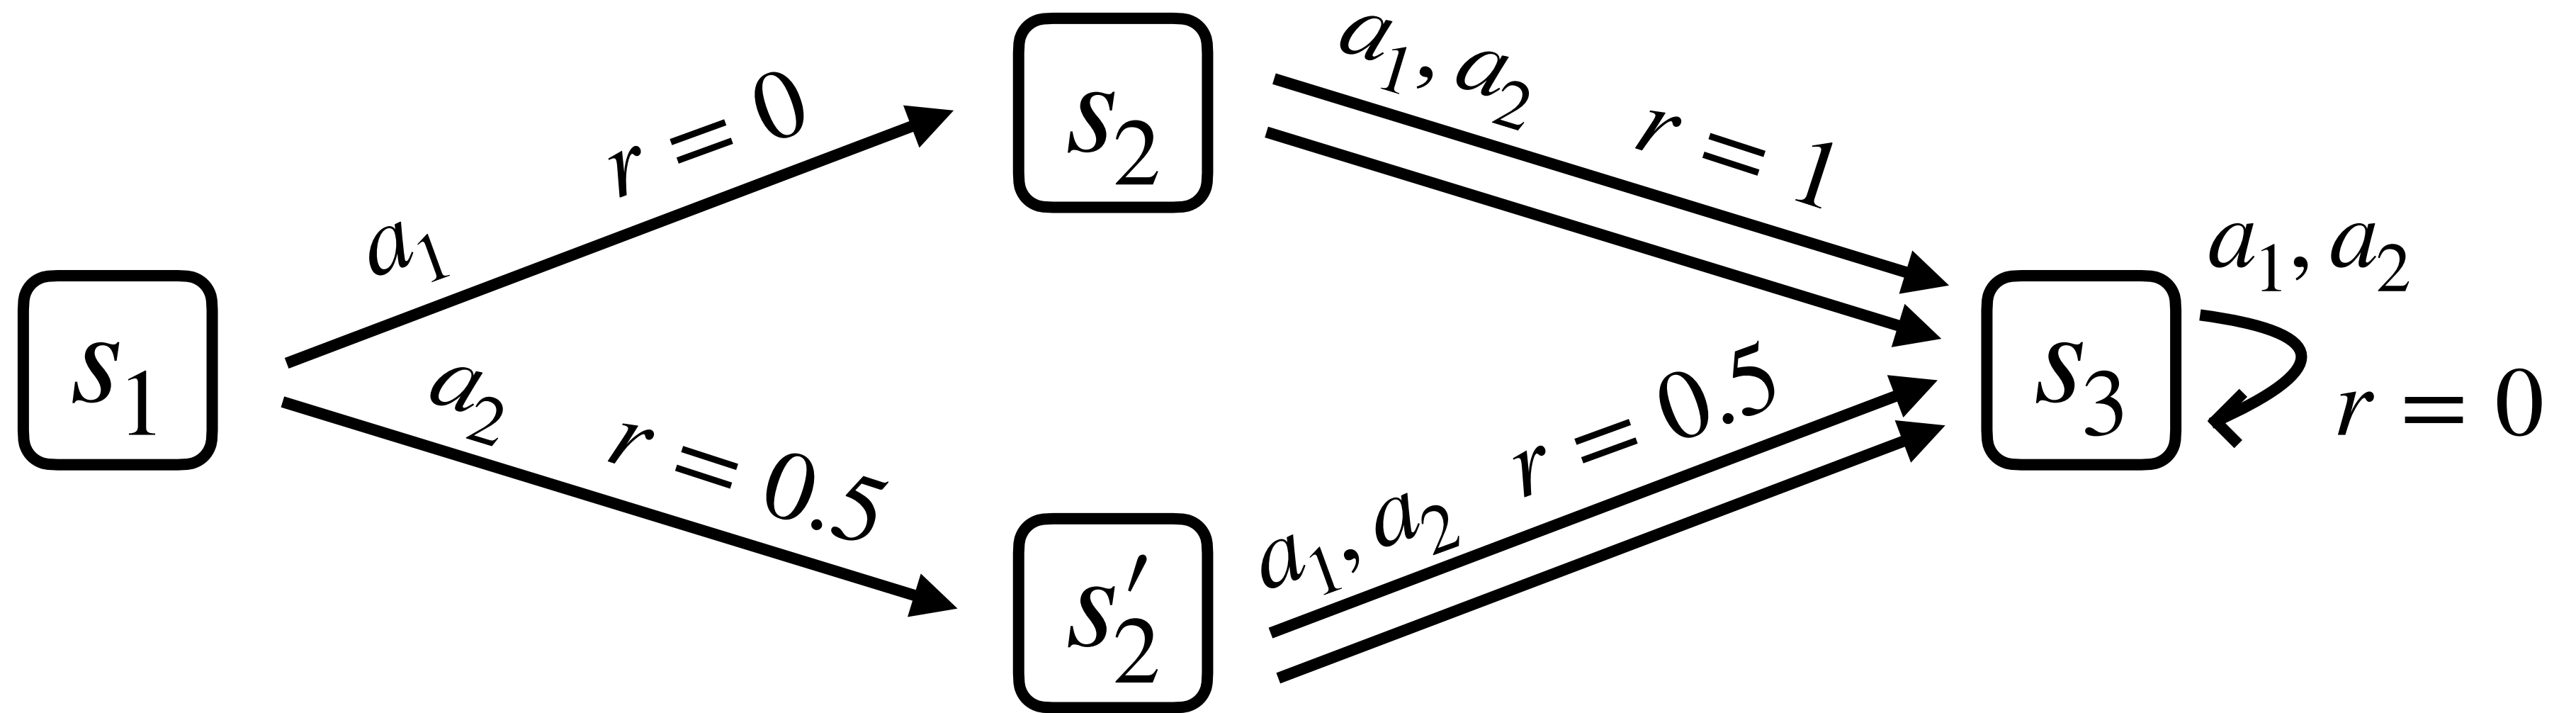 s₁
a₁ r = 0
a₂ r = 0.5
s₂
s₂′
a₁, a₂ r = 1
a₁, a₂ r = 0.5
s₃
a₁, a₂
r = 0